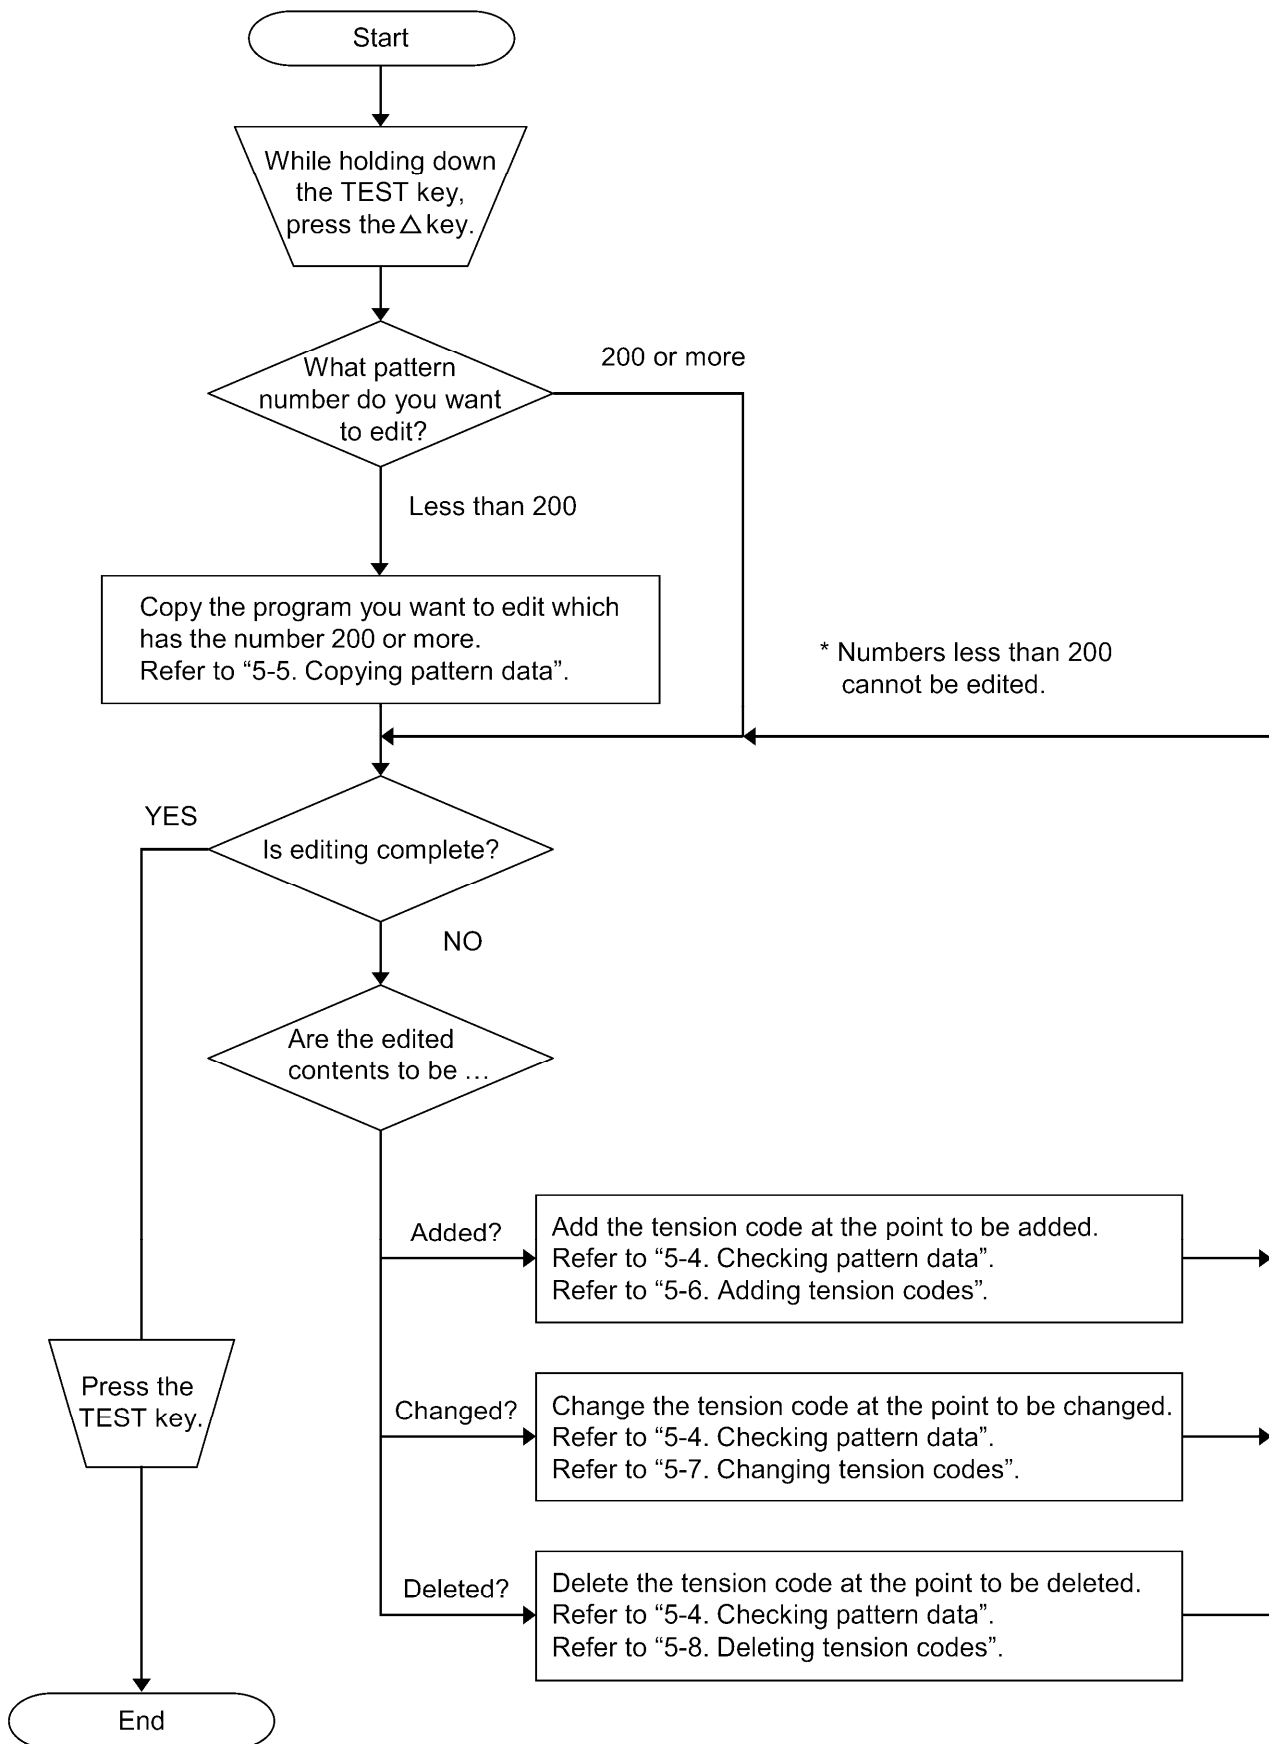 Start
While holding down
the TEST key,
press the △ key.
What pattern
number do you want
to edit?
200 or more
Less than 200
Copy the program you want to edit which
has the number 200 or more.
Refer to “5-5. Copying pattern data”.
* Numbers less than 200
cannot be edited.
YES
Is editing complete?
NO
Are the edited
contents to be …
Added?
Add the tension code at the point to be added.
Refer to “5-4. Checking pattern data”.
Refer to “5-6. Adding tension codes”.
Changed?
Change the tension code at the point to be changed.
Refer to “5-4. Checking pattern data”.
Refer to “5-7. Changing tension codes”.
Press the
TEST key.
Deleted?
Delete the tension code at the point to be deleted.
Refer to “5-4. Checking pattern data”.
Refer to “5-8. Deleting tension codes”.
End